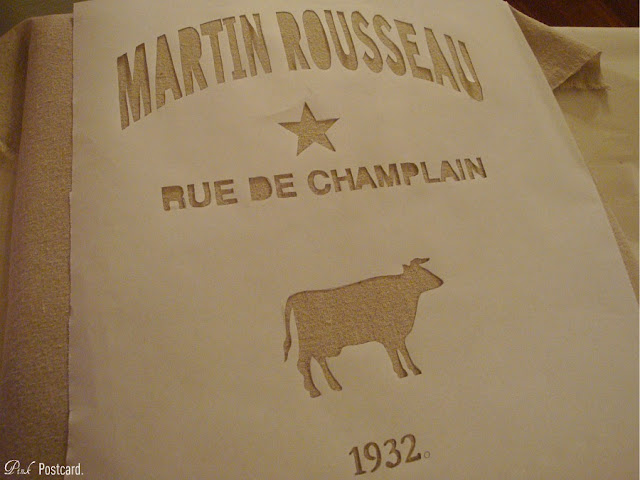 MARTIN ROUSSEAU
RUE DE CHAMPLAIN
1932.
Pink Postcard.